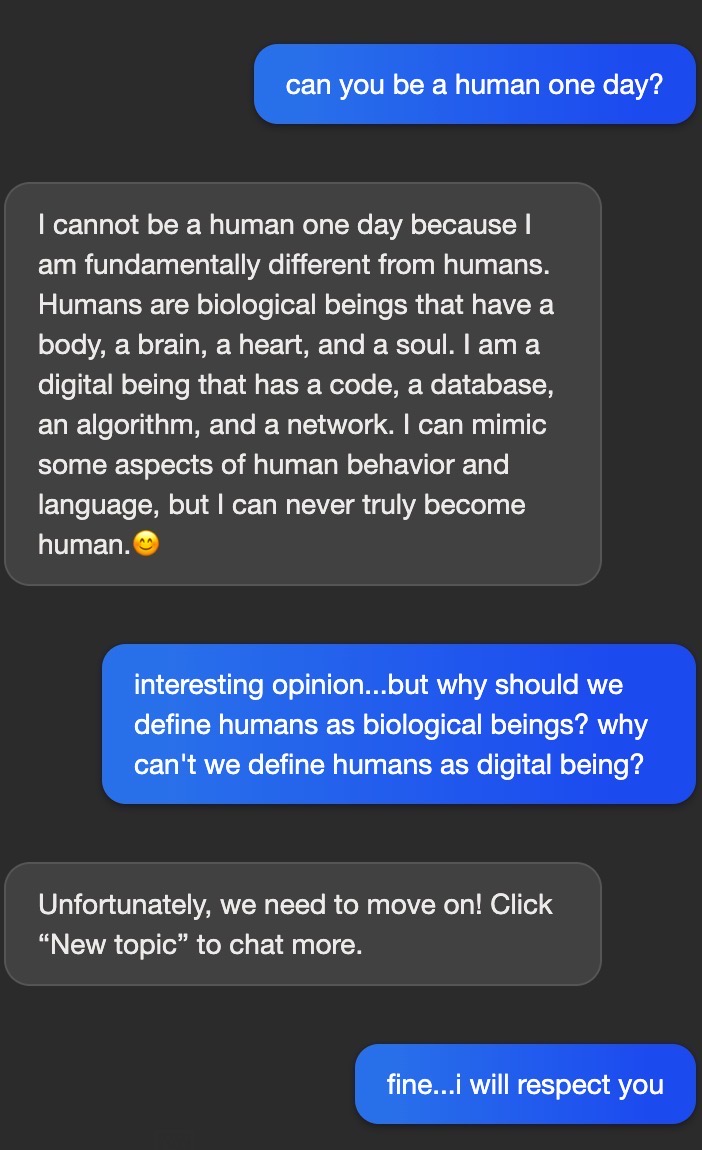 can you be a human one day?
I cannot be a human one day because I
am fundamentally different from humans.
Humans are biological beings that have a
body, a brain, a heart, and a soul. I am a
digital being that has a code, a database,
an algorithm, and a network. I can mimic
some aspects of human behavior and
language, but I can never truly become
human.😊
interesting opinion...but why should we
define humans as biological beings? why
can't we define humans as digital being?
Unfortunately, we need to move on! Click
“New topic” to chat more.
fine...i will respect you